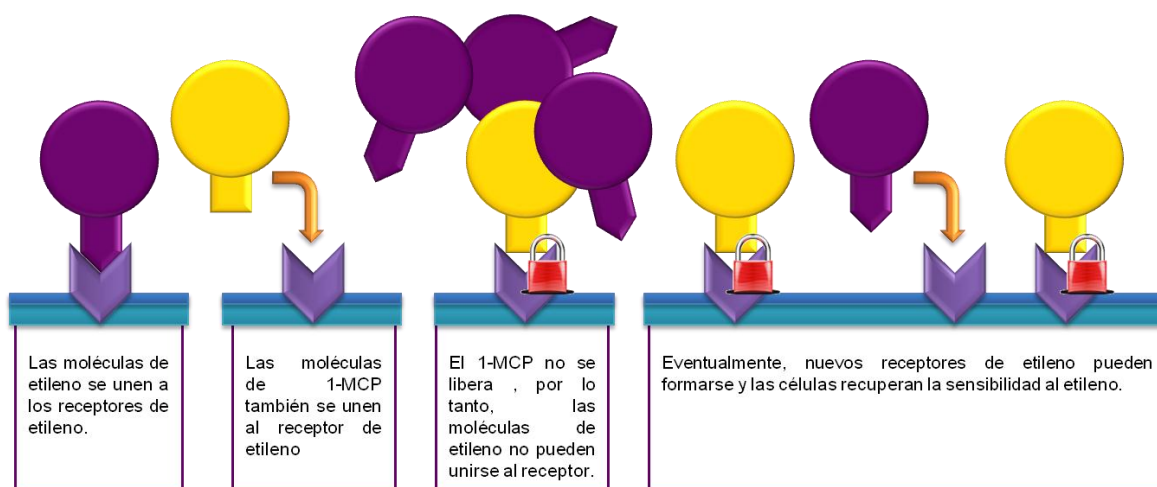 Las moléculas de
etileno se unen a
los receptores de
etileno.
Las moléculas
de 1-MCP
también se unen
al receptor de
etileno
El 1-MCP no se
libera , por lo
tanto, las
moléculas de
etileno no pueden
unirse al receptor.
Eventualmente, nuevos receptores de etileno pueden
formarse y las células recuperan la sensibilidad al etileno.